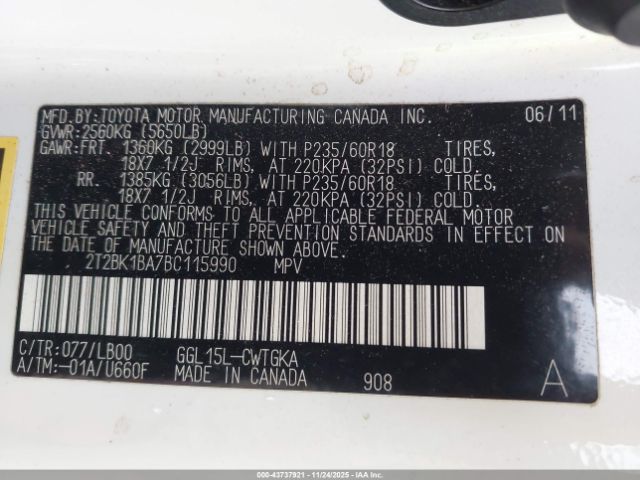 MFD.BY:TOYOTA MOTOR MANUFACTURING CANADA INC. 06/11
GVWR:2560KG (5650LB)
GAWR:FRT. 1360KG (2999LB) WITH P235/60R18 TIRES,
18X7 1/2J RIMS, AT 220KPA (32PSI) COLD.
RR. 1385KG (3056LB) WITH P235/60R18 TIRES,
18X7 1/2J RIMS, AT 220KPA (32PSI) COLD.
THIS VEHICLE CONFORMS TO ALL APPLICABLE FEDERAL MOTOR
VEHICLE SAFETY AND THEFT PREVENTION STANDARDS IN EFFECT ON
THE DATE OF MANUFACTURE SHOWN ABOVE.
2T2BK1BA7BC115990 MPV
C/TR:077/LB00 GGL15L-CWTGKA
A/TM:-01A/U660F MADE IN CANADA 908 A
000-43737921 - 11/24/2025 - IAAI